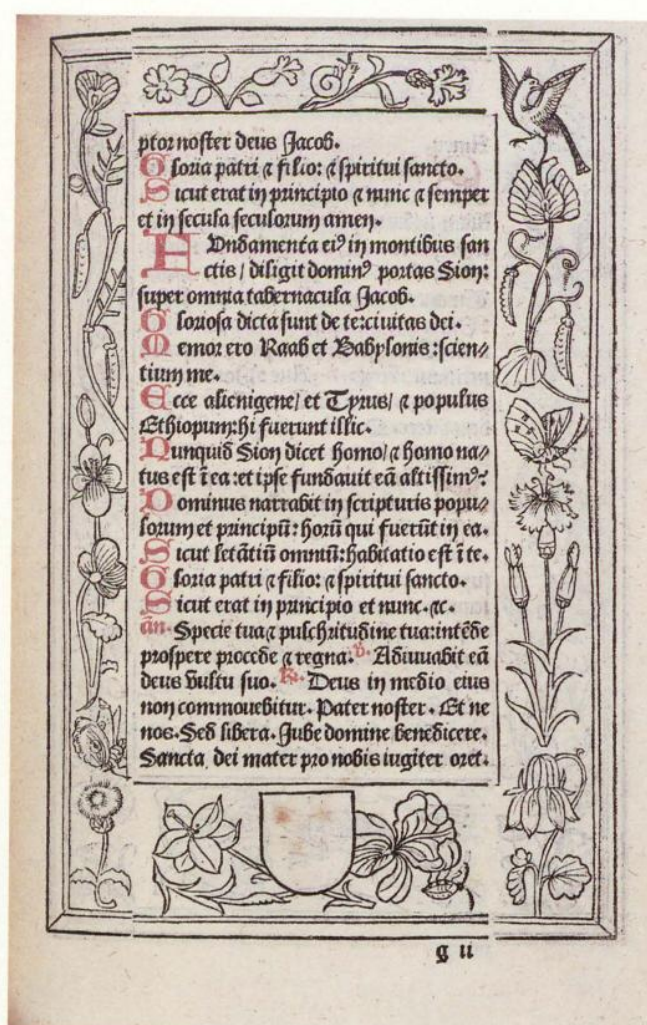 ptor noster deus Jacob.
Gloria patri ⁊ filio: ⁊ spiritui sancto.
Sicut erat in principio ⁊ nunc ⁊ semper
et in secula seculorum amen.
FUndamenta eiꝰ in montibus san
ctis / diligit dominꝰ portas Sion:
super omnia tabernacula Jacob.
Gloriosa dicta sunt de te: civitas dei.
Memor ero Raab et Babylonis: scien⸗
tium me.
Ecce alienigene / et Tyrus / ⁊ populus
Ethiopum: hi fuerunt illic.
Nunquid Sion dicet homo / ⁊ homo na⸗
tus est ī ea: et ipse fundauit eā altissimꝰ?
Dominus narrabit in scripturis popu⸗
lorum et principū: horū qui fuerūt in ea.
Sicut letātiū omniū: habitatio est ī te.
Gloria patri ⁊ filio: ⁊ spiritui sancto.
Sicut erat in principio et nunc. ⁊c.
añ. Specie tua ⁊ pulchritudine tua: intēde
prospere procede ⁊ regna. v. Adiuvabit eā
deus vultu suo. R. Deus in medio eius
non commouebitur. Pater noster. Et ne
nos. Sed libera. Jube domine benedicere.
Sancta dei mater pro nobis iugiter oret.
g ii